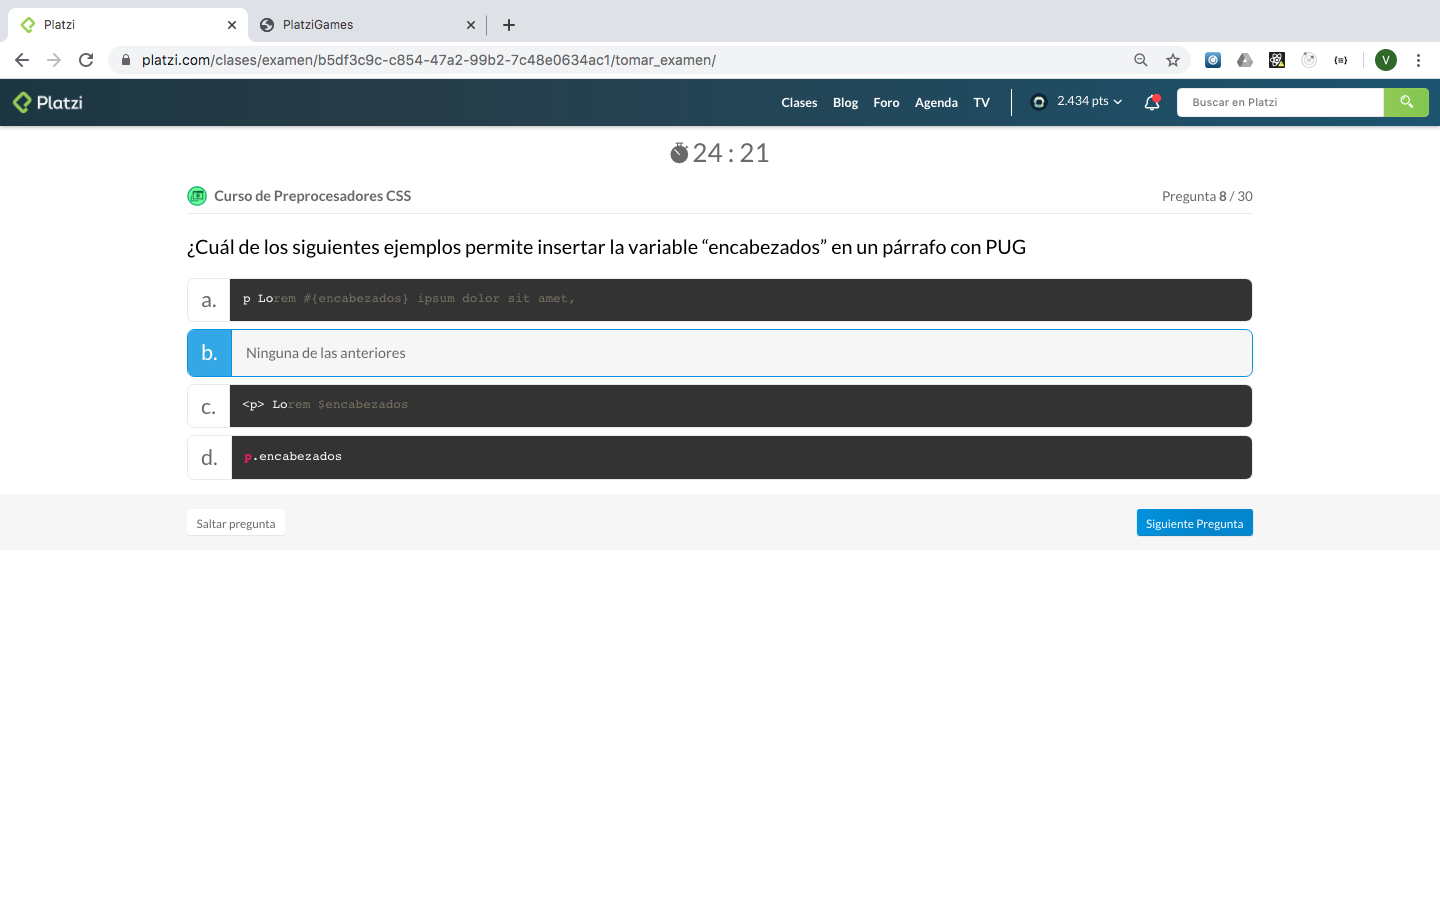 Platzi
PlatziGames
platzi.com/clases/examen/b5df3c9c-c854-47a2-99b2-7c48e0634ac1/tomar_examen/
V
Platzi
Clases
Blog
Foro
Agenda
TV
2.434 pts
Buscar en Platzi
24 : 21
Curso de Preprocesadores CSS
Pregunta 8 / 30
¿Cuál de los siguientes ejemplos permite insertar la variable “encabezados” en un párrafo con PUG
a. p Lorem #{encabezados} ipsum dolor sit amet,
b. Ninguna de las anteriores
c. <p> Lorem $encabezados
d. p.encabezados
Saltar pregunta
Siguiente Pregunta